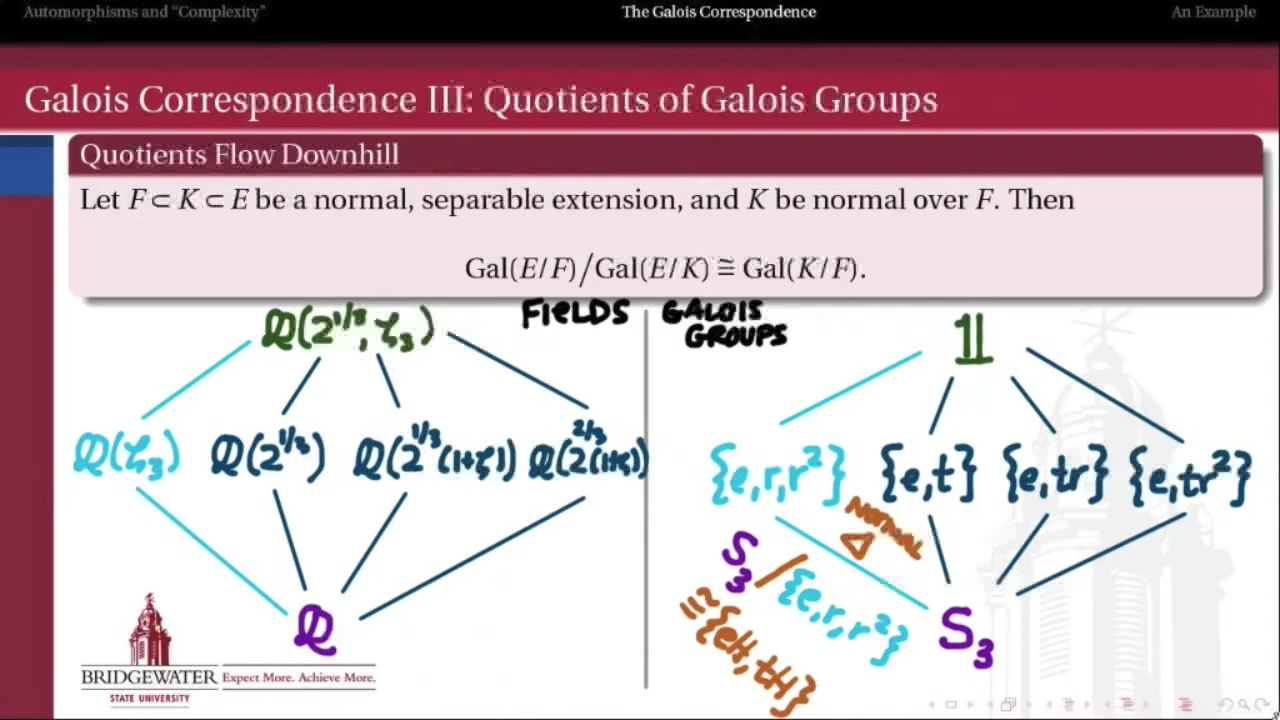 Automorphisms and “Complexity” The Galois Correspondence An Example
Galois Correspondence III: Quotients of Galois Groups
Quotients Flow Downhill
Let F ⊂ K ⊂ E be a normal, separable extension, and K be normal over F. Then
Gal(E/F)/Gal(E/K) ≅ Gal(K/F).
FIELDS
GALOIS
GROUPS
ℚ(2^{1/3}, ζ₃)
ℚ(ζ₃) ℚ(2^{1/3}) ℚ(2^{1/3}(1+ζ)) ℚ(2^{2/3}(1+ζ))
ℚ
𝟙
{e,r,r²} {e,t} {e,tr} {e,tr²}
NORMAL
◁
S₃/{e,r,r²}
≅{eH,tH}
S₃
BRIDGEWATER
STATE UNIVERSITY
Expect More. Achieve More.